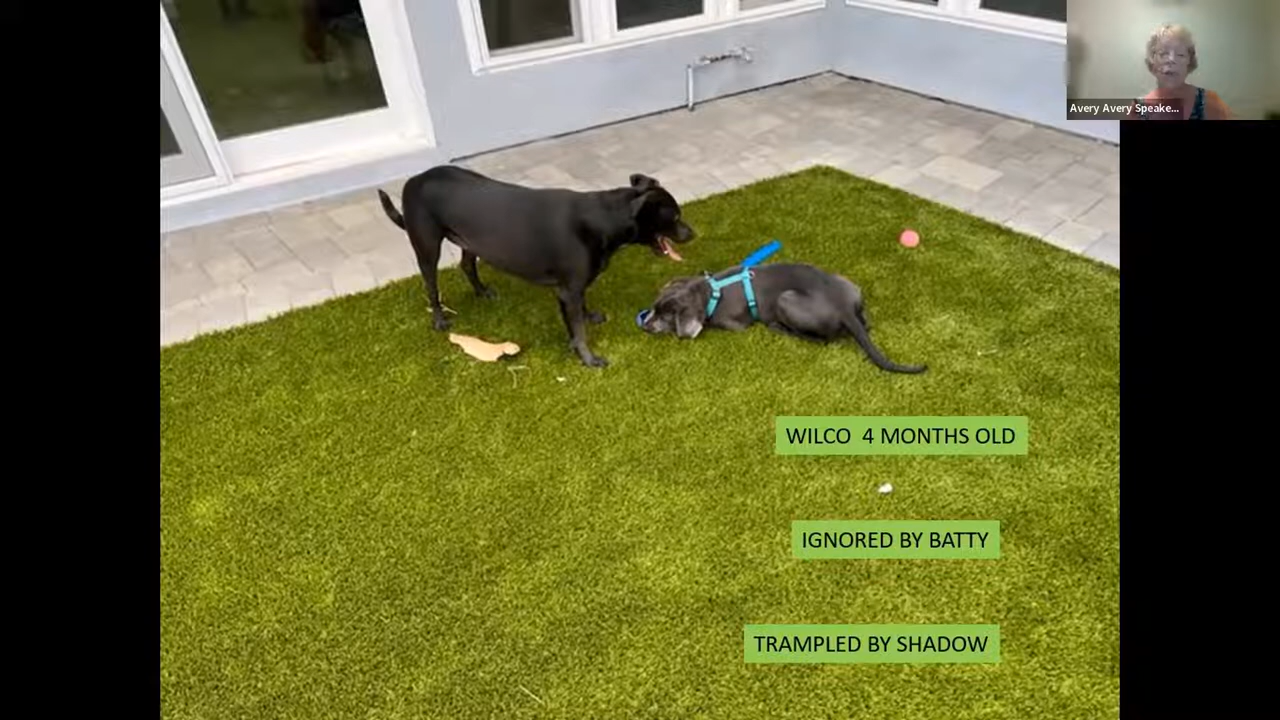 Avery Avery Speake...
WILCO 4 MONTHS OLD
IGNORED BY BATTY
TRAMPLED BY SHADOW